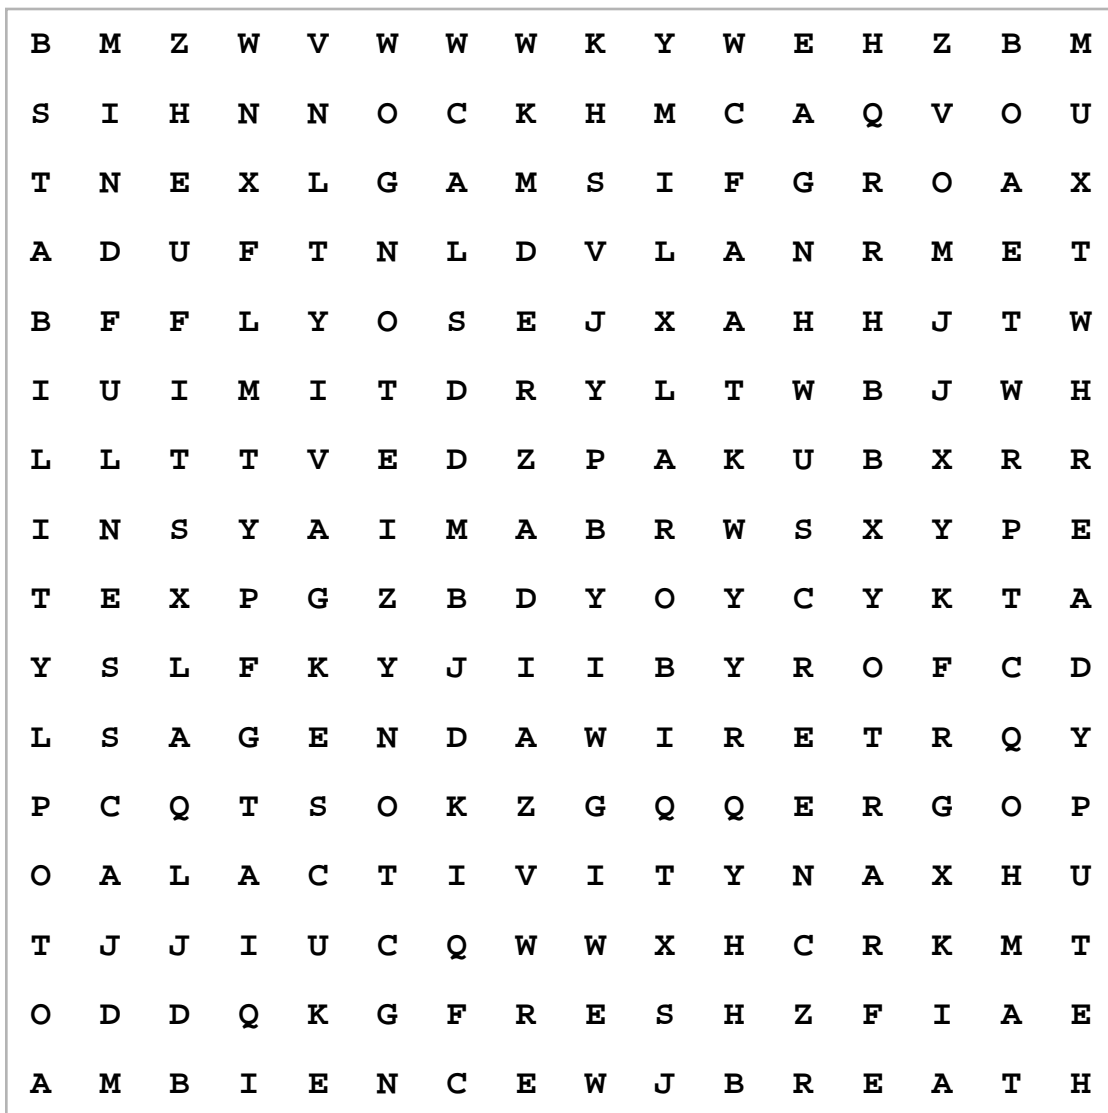 B M Z W V W W W K Y W E H Z B M
S I H N N O C K H M C A Q V O U
T N E X L G A M S I F G R O A X
A D U F T N L D V L A N R M E T
B F F L Y O S E J X A H H J T W
I U I M I T D R Y L T W B J W H
L L T T V E D Z P A K U B X R R
I N S Y A I M A B R W S X Y P E
T E X P G Z B D Y O Y C Y K T A
Y S L F K Y J I I B Y R O F C D
L S A G E N D A W I R E T R Q Y
P C Q T S O K Z G Q Q E R G O P
O A L A C T I V I T Y N A X H U
T J J I U C Q W W X H C R K M T
O D D Q K G F R E S H Z F I A E
A M B I E N C E W J B R E A T H